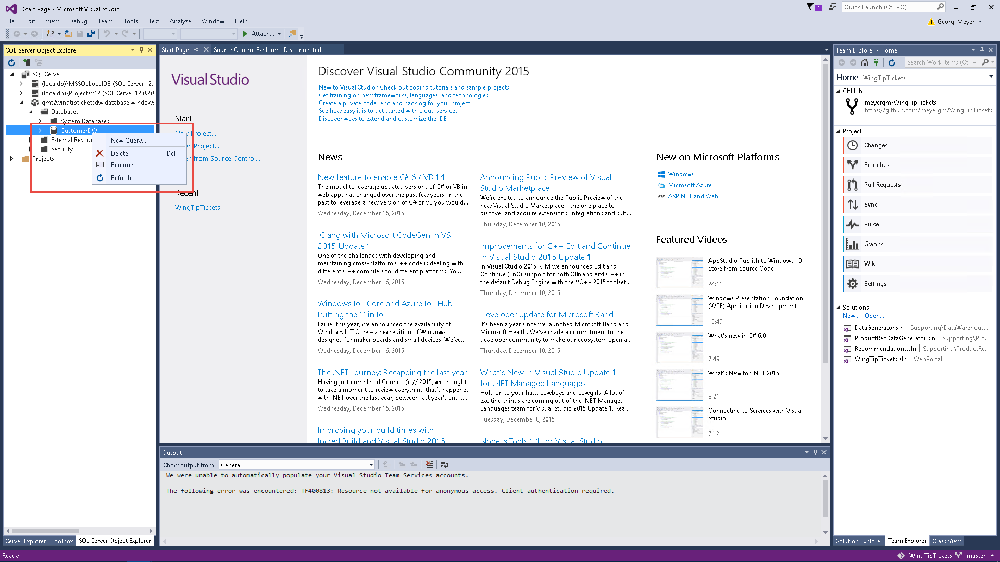 Start Page - Microsoft Visual Studio
4
Quick Launch (Ctrl+Q)
File Edit View Debug Team Tools Test Analyze Window Help
Georgi Meyer
Attach...
SQL Server Object Explorer
SQL Server
(localdb)\MSSQLLocalDB (SQL Server 12.
(localdb)\ProjectsV12 (SQL Server 12.0.20
gmt2wingtipticketsdw.database.window:
Databases
System Databases
CustomerDW
External Resou
Security
Projects
New Query...
Delete Del
Rename
Refresh
Start Page
Source Control Explorer - Disconnected
Visual Studio
Start
New Project...
en Project...
en from Source Control...
Recent
WingTipTickets
Discover Visual Studio Community 2015
New to Visual Studio? Check out coding tutorials and sample projects
Get training on new frameworks, languages, and technologies
Create a private code repo and backlog for your project
See how easy it is to get started with cloud services
Discover ways to extend and customize the IDE
News
New feature to enable C# 6 / VB 14
The model to leverage updated versions of C# or VB in
web apps has changed over the past few years. In the
past to leverage a new version of C# or VB you would...
Wednesday, December 16, 2015
Clang with Microsoft CodeGen in VS
2015 Update 1
One of the challenges with developing and
maintaining cross-platform C++ code is dealing with
different C++ compilers for different platforms. You...
Wednesday, December 16, 2015
Windows IoT Core and Azure IoT Hub –
Putting the ‘I’ in IoT
Earlier this year, we announced the availability of
Windows IoT Core – a new edition of Windows
designed for maker boards and small devices. We’ve...
Wednesday, December 16, 2015
The .NET Journey: Recapping the last year
Having just completed Connect(); // 2015, we thought
to take a moment to review everything that’s happened
with .NET over the last year, between last year’s and t...
Wednesday, December 16, 2015
Improving your build times with
IncrediBuild and Visual Studio 2015
Announcing Public Preview of Visual
Studio Marketplace
We’re excited to announce the Public Preview of the
new Visual Studio Marketplace – the one place to
discover and acquire extensions, integrations and sub...
Thursday, December 10, 2015
Improvements for C++ Edit and Continue
in Visual Studio 2015 Update 1
In Visual Studio 2015 RTM we announced Edit and
Continue (EnC) support for both X86 and X64 C++ in
the default Debug Engine with the VC++ 2015 toolset...
Thursday, December 10, 2015
Developer update for Microsoft Band
It’s been a year since we launched Microsoft Band and
Microsoft Health. We’ve made a commitment to the
developer community to make our ecosystem open a...
Thursday, December 10, 2015
What’s New in Visual Studio Update 1
for .NET Managed Languages
Hold on to your hats, cowboys and cowgirls! A lot of
exciting things are coming out of the .NET Managed
Languages team for Visual Studio 2015 Update 1. Rea...
Tuesday, December 8, 2015
Node.js Tools 1.1 for Visual Studio
New on Microsoft Platforms
Windows
Microsoft Azure
ASP.NET and Web
Featured Videos
AppStudio Publish to Windows 10
Store from Source Code
24:11
Windows Presentation Foundation
(WPF) Application Development
15:49
What's new in C# 6.0
7:49
What's New for .NET 2015
8:21
Connecting to Services with Visual
Studio
7:12
Output
Show output from: General
We were unable to automatically populate your Visual Studio Team Services accounts.
The following error was encountered: TF400813: Resource not available for anonymous access. Client authentication required.
Team Explorer - Home
Search Work Items (Ctrl+'
Home | WingTipTickets
GitHub
meyergm/WingTipTickets
https://github.com/meyergm/WingTipTickets
Project
Changes
Branches
Pull Requests
Sync
Pulse
Graphs
Wiki
Settings
Solutions
New... | Open...
DataGenerator.sln | Supporting\DataWarehous...
ProductRecDataGenerator.sln | Supporting\Pro...
Recommendations.sln | Supporting\ProductRe...
WingTipTickets.sln | WebPortal
Server Explorer Toolbox SQL Server Object Explorer
Solution Explorer Team Explorer Class View
Ready
WingTipTickets master